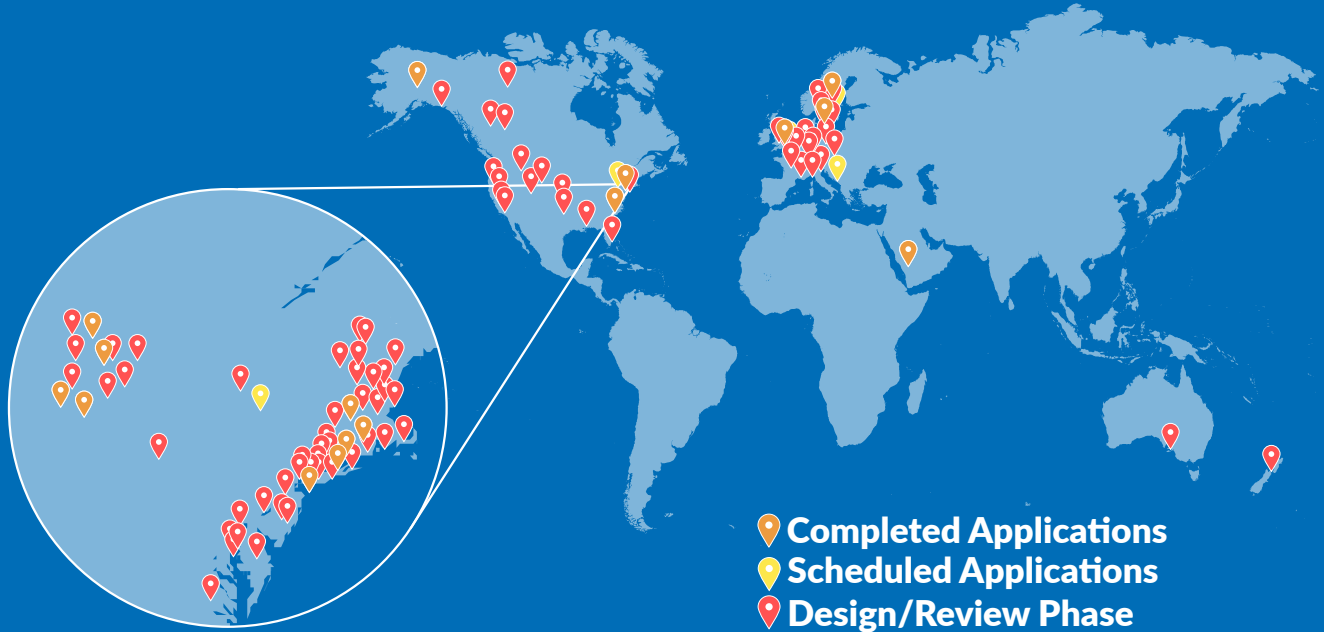 Completed Applications
Scheduled Applications
Design/Review Phase